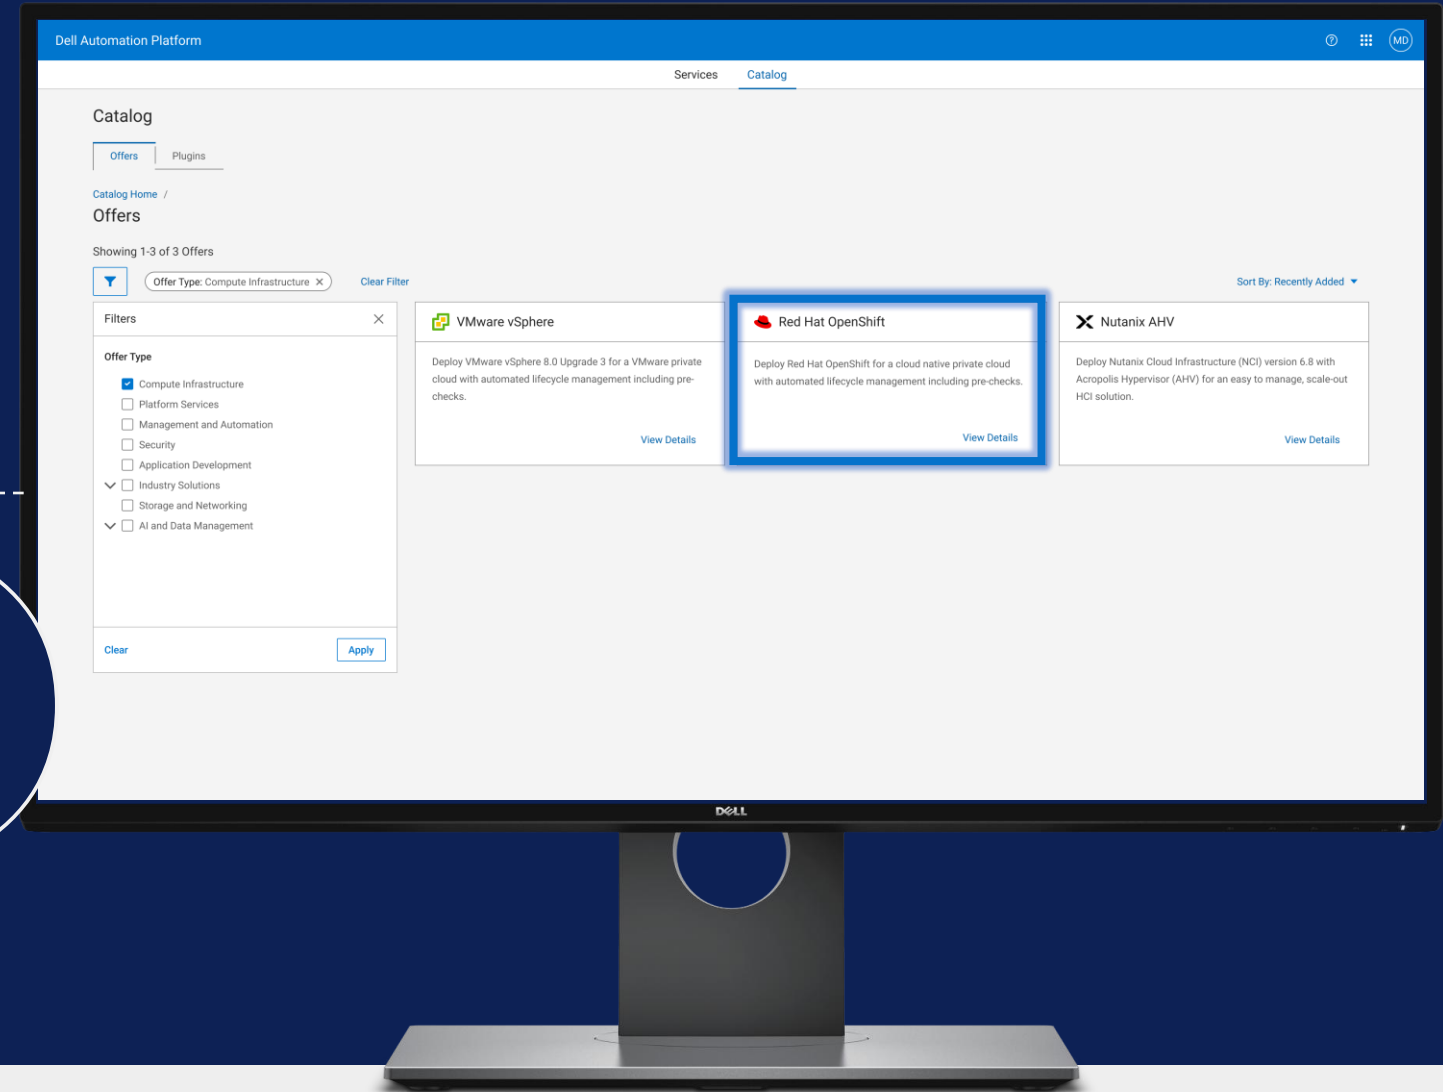 Dell Automation Platform
?
MD
Services
Catalog
Catalog
Offers
Plugins
Catalog Home /
Offers
Showing 1-3 of 3 Offers
Offer Type: Compute Infrastructure
Clear Filter
Sort By: Recently Added
Filters
Offer Type
Compute Infrastructure
Platform Services
Management and Automation
Security
Application Development
Industry Solutions
Storage and Networking
AI and Data Management
Clear
Apply
VMware vSphere
Deploy VMware vSphere 8.0 Upgrade 3 for a VMware private
cloud with automated lifecycle management including pre-
checks.
View Details
Red Hat OpenShift
Deploy Red Hat OpenShift for a cloud native private cloud
with automated lifecycle management including pre-checks.
View Details
Nutanix AHV
Deploy Nutanix Cloud Infrastructure (NCI) version 6.8 with
Acropolis Hypervisor (AHV) for an easy to manage, scale-out
HCI solution.
View Details
DELL